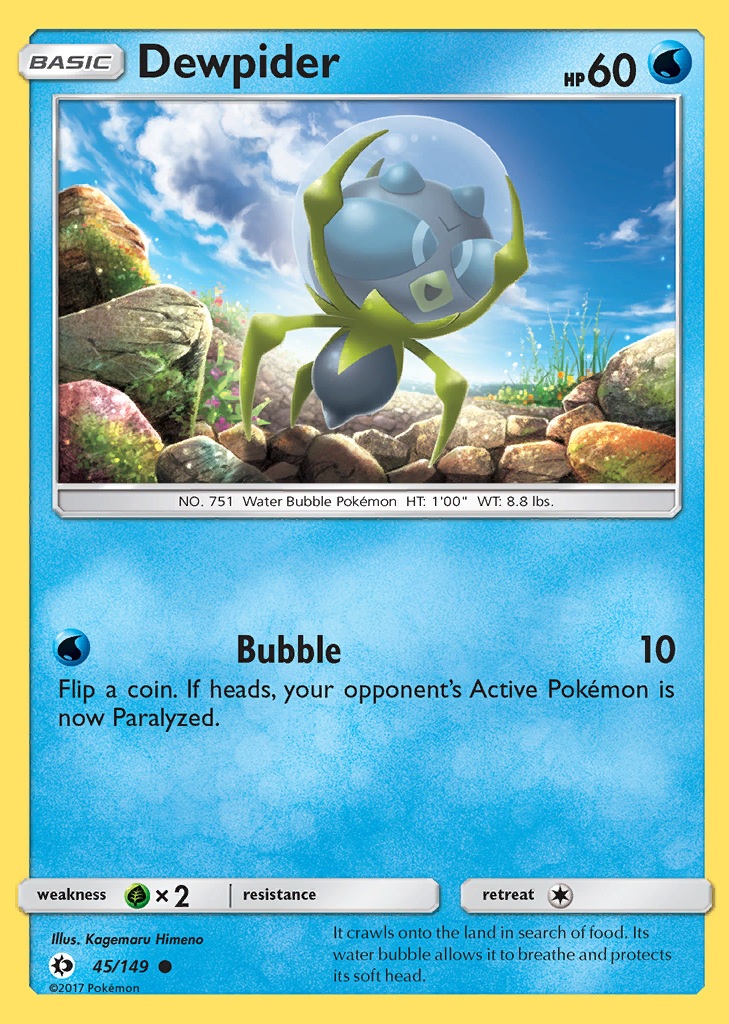 BASIC Dewpider HP60
NO. 751 Water Bubble Pokémon HT: 1'00" WT: 8.8 lbs.
Bubble 10
Flip a coin. If heads, your opponent's Active Pokémon is
now Paralyzed.
weakness × 2 resistance retreat
Illus. Kagemaru Himeno
45/149
©2017 Pokémon
It crawls onto the land in search of food. Its
water bubble allows it to breathe and protects
its soft head.